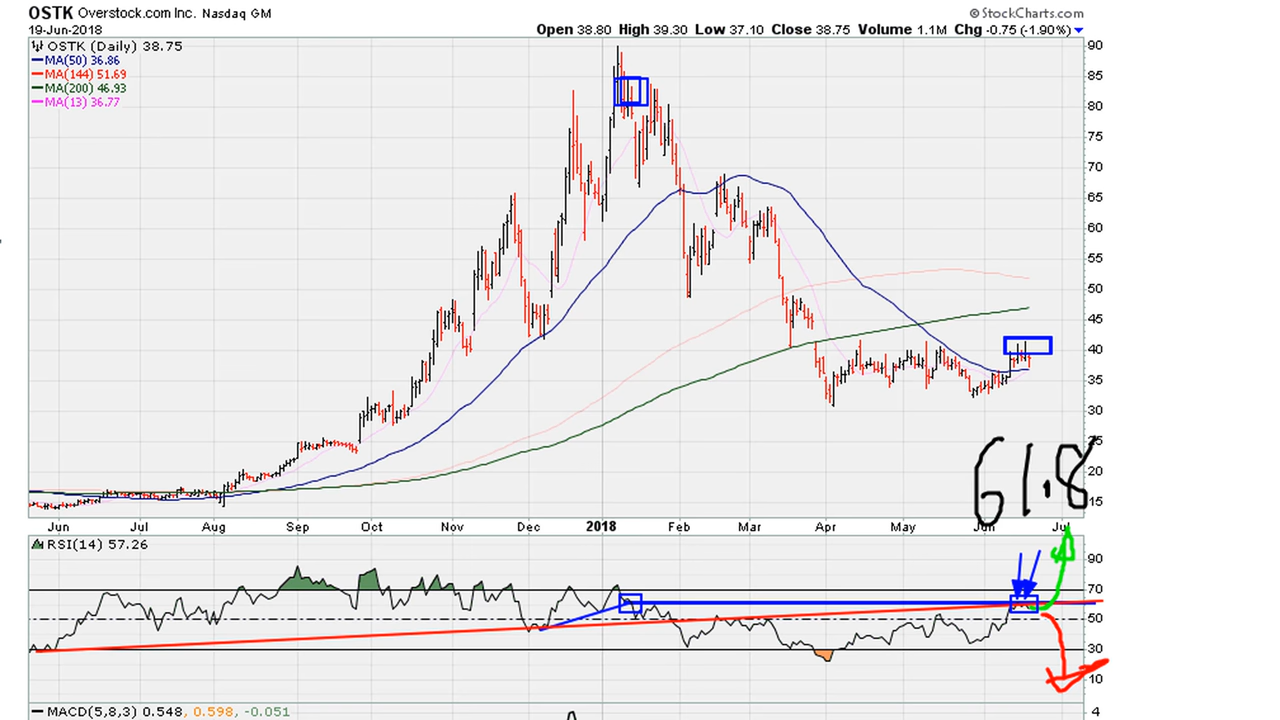 OSTK Overstock.com Inc. Nasdaq GM © StockCharts.com
19-Jun-2018 Open 38.80 High 39.30 Low 37.10 Close 38.75 Volume 1.1M Chg -0.75 (-1.90%)
OSTK (Daily) 38.75
MA(50) 36.86
MA(144) 51.69
MA(200) 46.93
MA(13) 36.77
90
85
80
75
70
65
60
55
50
45
40
35
30
25
20
15
61.8
Jun Jul Aug Sep Oct Nov Dec 2018 Feb Mar Apr May Jun Jul
RSI(14) 57.26
90
70
50
30
10
MACD(5,8,3) 0.548, 0.598, -0.051
4